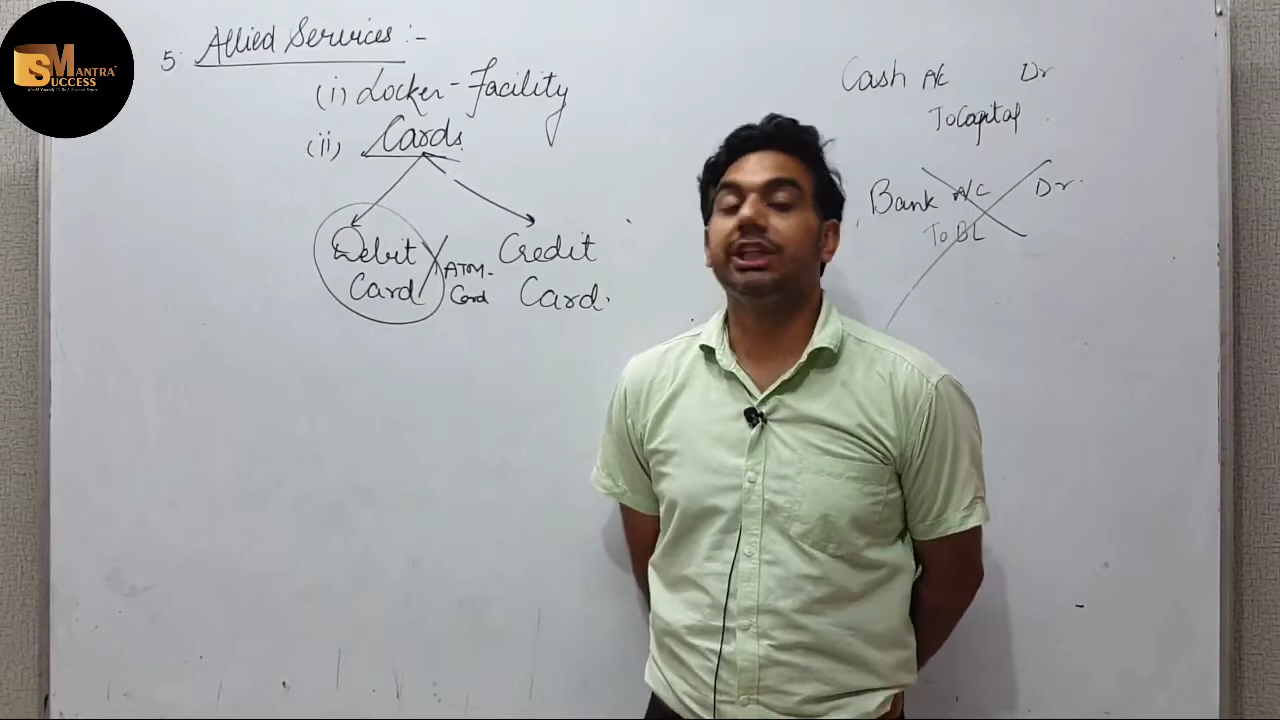 SMANTRA
SUCCESS
5. Allied Services :-
(i) Locker - Facility
(ii) Cards
Debit Card / ATM- Card
Credit Card.
Cash A/C Dr
To Capital
Bank A/C Dr.
To BL